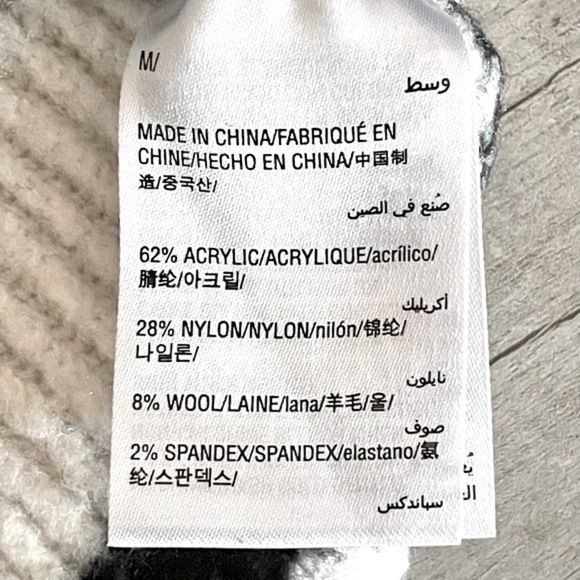 M/
وسط
MADE IN CHINA/FABRIQUÉ EN
CHINE/HECHO EN CHINA/中国制
造/중국산/
صُنع في الصين
62% ACRYLIC/ACRYLIQUE/acrílico/
腈纶/아크릴/
أكريليك
28% NYLON/NYLON/nilón/锦纶/
나일론/
نايلون
8% WOOL/LAINE/lana/羊毛/울/
صوف
2% SPANDEX/SPANDEX/elastano/氨
纶/스판덱스/
سباندكس